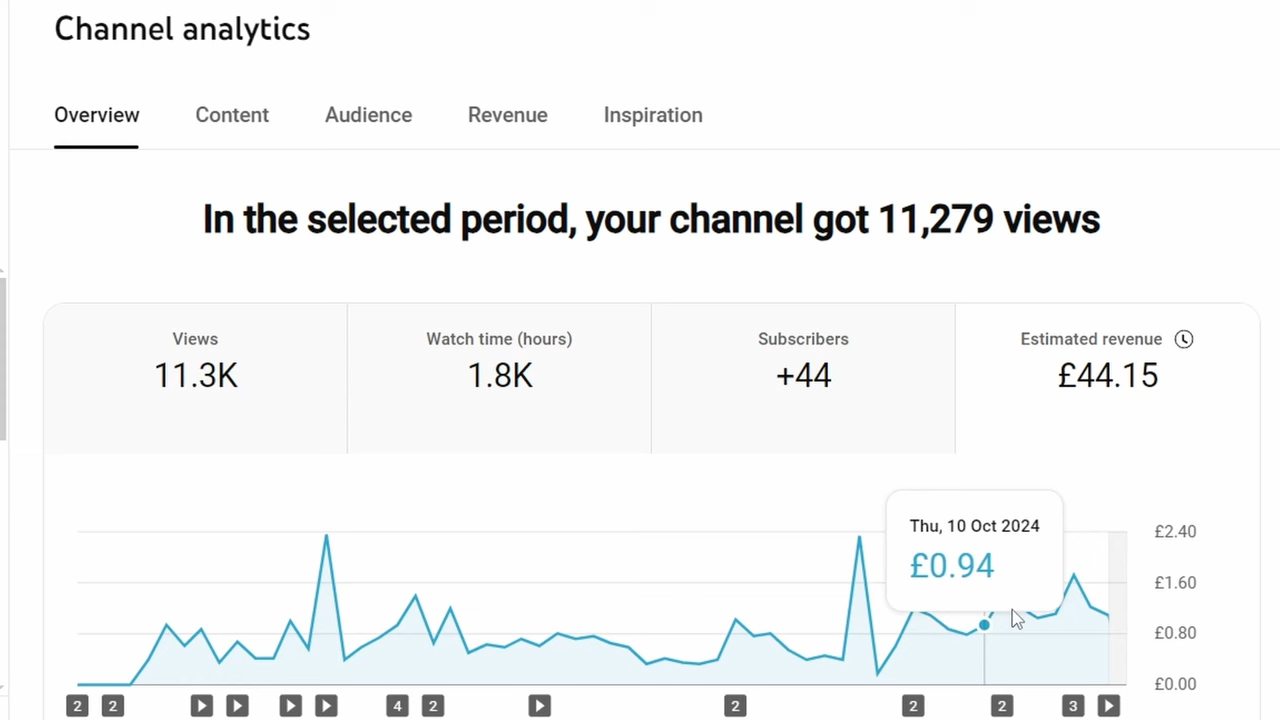 Channel analytics
Overview Content Audience Revenue Inspiration
In the selected period, your channel got 11,279 views
Views Watch time (hours) Subscribers Estimated revenue
11.3K 1.8K +44 £44.15
Thu, 10 Oct 2024
£0.94
£2.40
£1.60
£0.80
£0.00
2 2 4 2 2 2 2 3